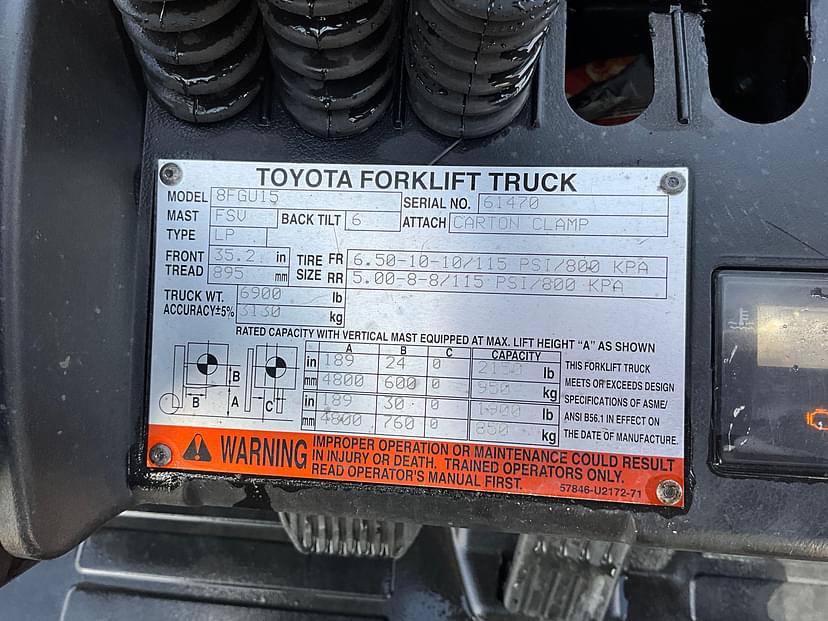 TOYOTA FORKLIFT TRUCK
MODEL 8FGU15 SERIAL NO. 61470
MAST FSV BACK TILT 6 ATTACH CARTON CLAMP
TYPE LP
FRONT TREAD 35.2 in 895 mm
TIRE SIZE FR 6.50-10-10/115 PSI/800 KPA
RR 5.00-8-8/115 PSI/800 KPA
TRUCK WT. 6900 lb
ACCURACY±5% 3130 kg
RATED CAPACITY WITH VERTICAL MAST EQUIPPED AT MAX. LIFT HEIGHT "A" AS SHOWN
A B C CAPACITY
in 189 24 0 2150 lb
mm 4800 600 0 950 kg
in 189 30 0 1900 lb
mm 4800 760 0 850 kg
B A B C
THIS FORKLIFT TRUCK
MEETS OR EXCEEDS DESIGN
SPECIFICATIONS OF ASME/
ANSI B56.1 IN EFFECT ON
THE DATE OF MANUFACTURE.
WARNING
IMPROPER OPERATION OR MAINTENANCE COULD RESULT
IN INJURY OR DEATH. TRAINED OPERATORS ONLY.
READ OPERATOR'S MANUAL FIRST.
57846-U2172-71